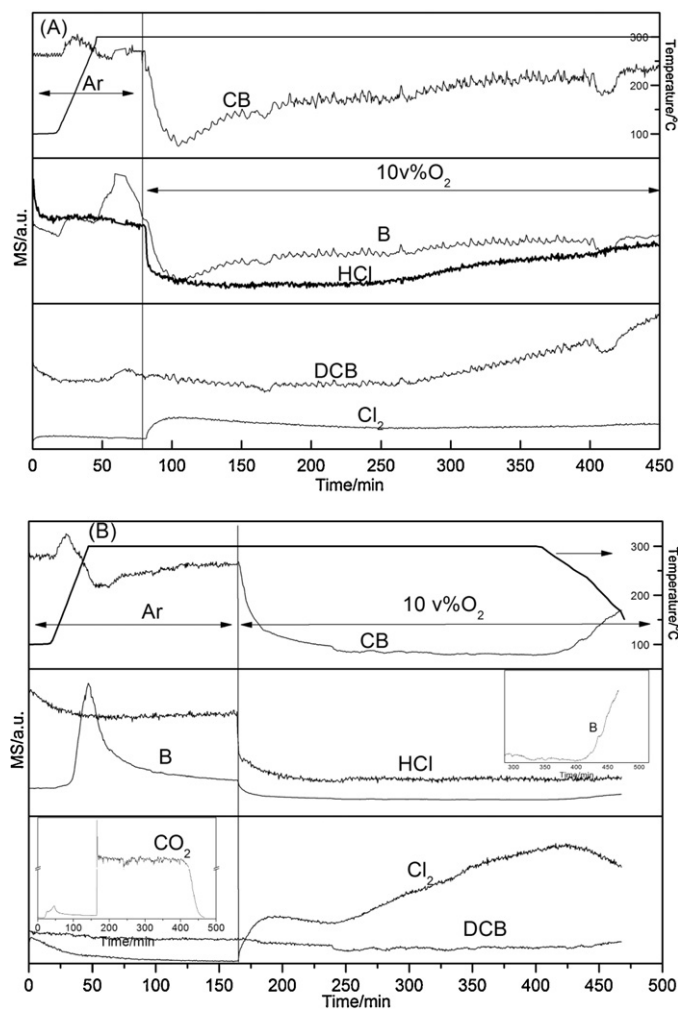 (A)
300
Ar
CB
200
100
Temperature/°C
10v%O2
B
HCl
MS/a.u.
DCB
Cl2
0 50 100 150 200 250 300 350 400 450
Time/min
(B)
300
Ar
10 v%O2
200
CB
100
Temperature/°C
B
HCl
B
300 350 400 450 500
Time/min
MS/a.u.
CO2
0 100 200 300 400 500
Time/min
Cl2
DCB
0 50 100 150 200 250 300 350 400 450 500
Time/min